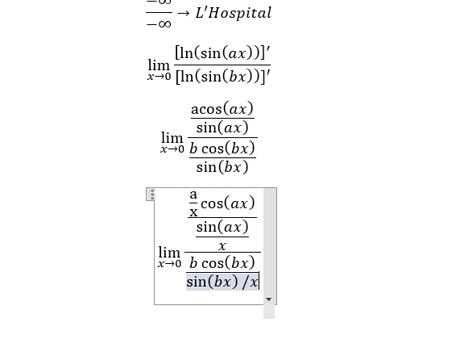 −∞
−∞ → L′Hospital
lim x→0 [ln(sin(ax))]′
[ln(sin(bx))]′
acos(ax)
sin(ax)
lim x→0
b cos(bx)
sin(bx)
a
x cos(ax)
sin(ax)
x
lim x→0
b cos(bx)
sin(bx) /x